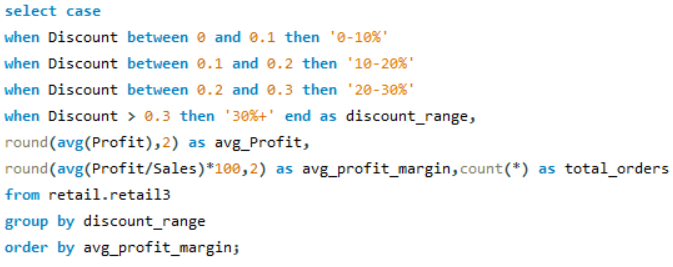 select case
when Discount between 0 and 0.1 then '0-10%'
when Discount between 0.1 and 0.2 then '10-20%'
when Discount between 0.2 and 0.3 then '20-30%'
when Discount > 0.3 then '30%+' end as discount_range,
round(avg(Profit),2) as avg_Profit,
round(avg(Profit/Sales)*100,2) as avg_profit_margin,count(*) as total_orders
from retail.retail3
group by discount_range
order by avg_profit_margin;